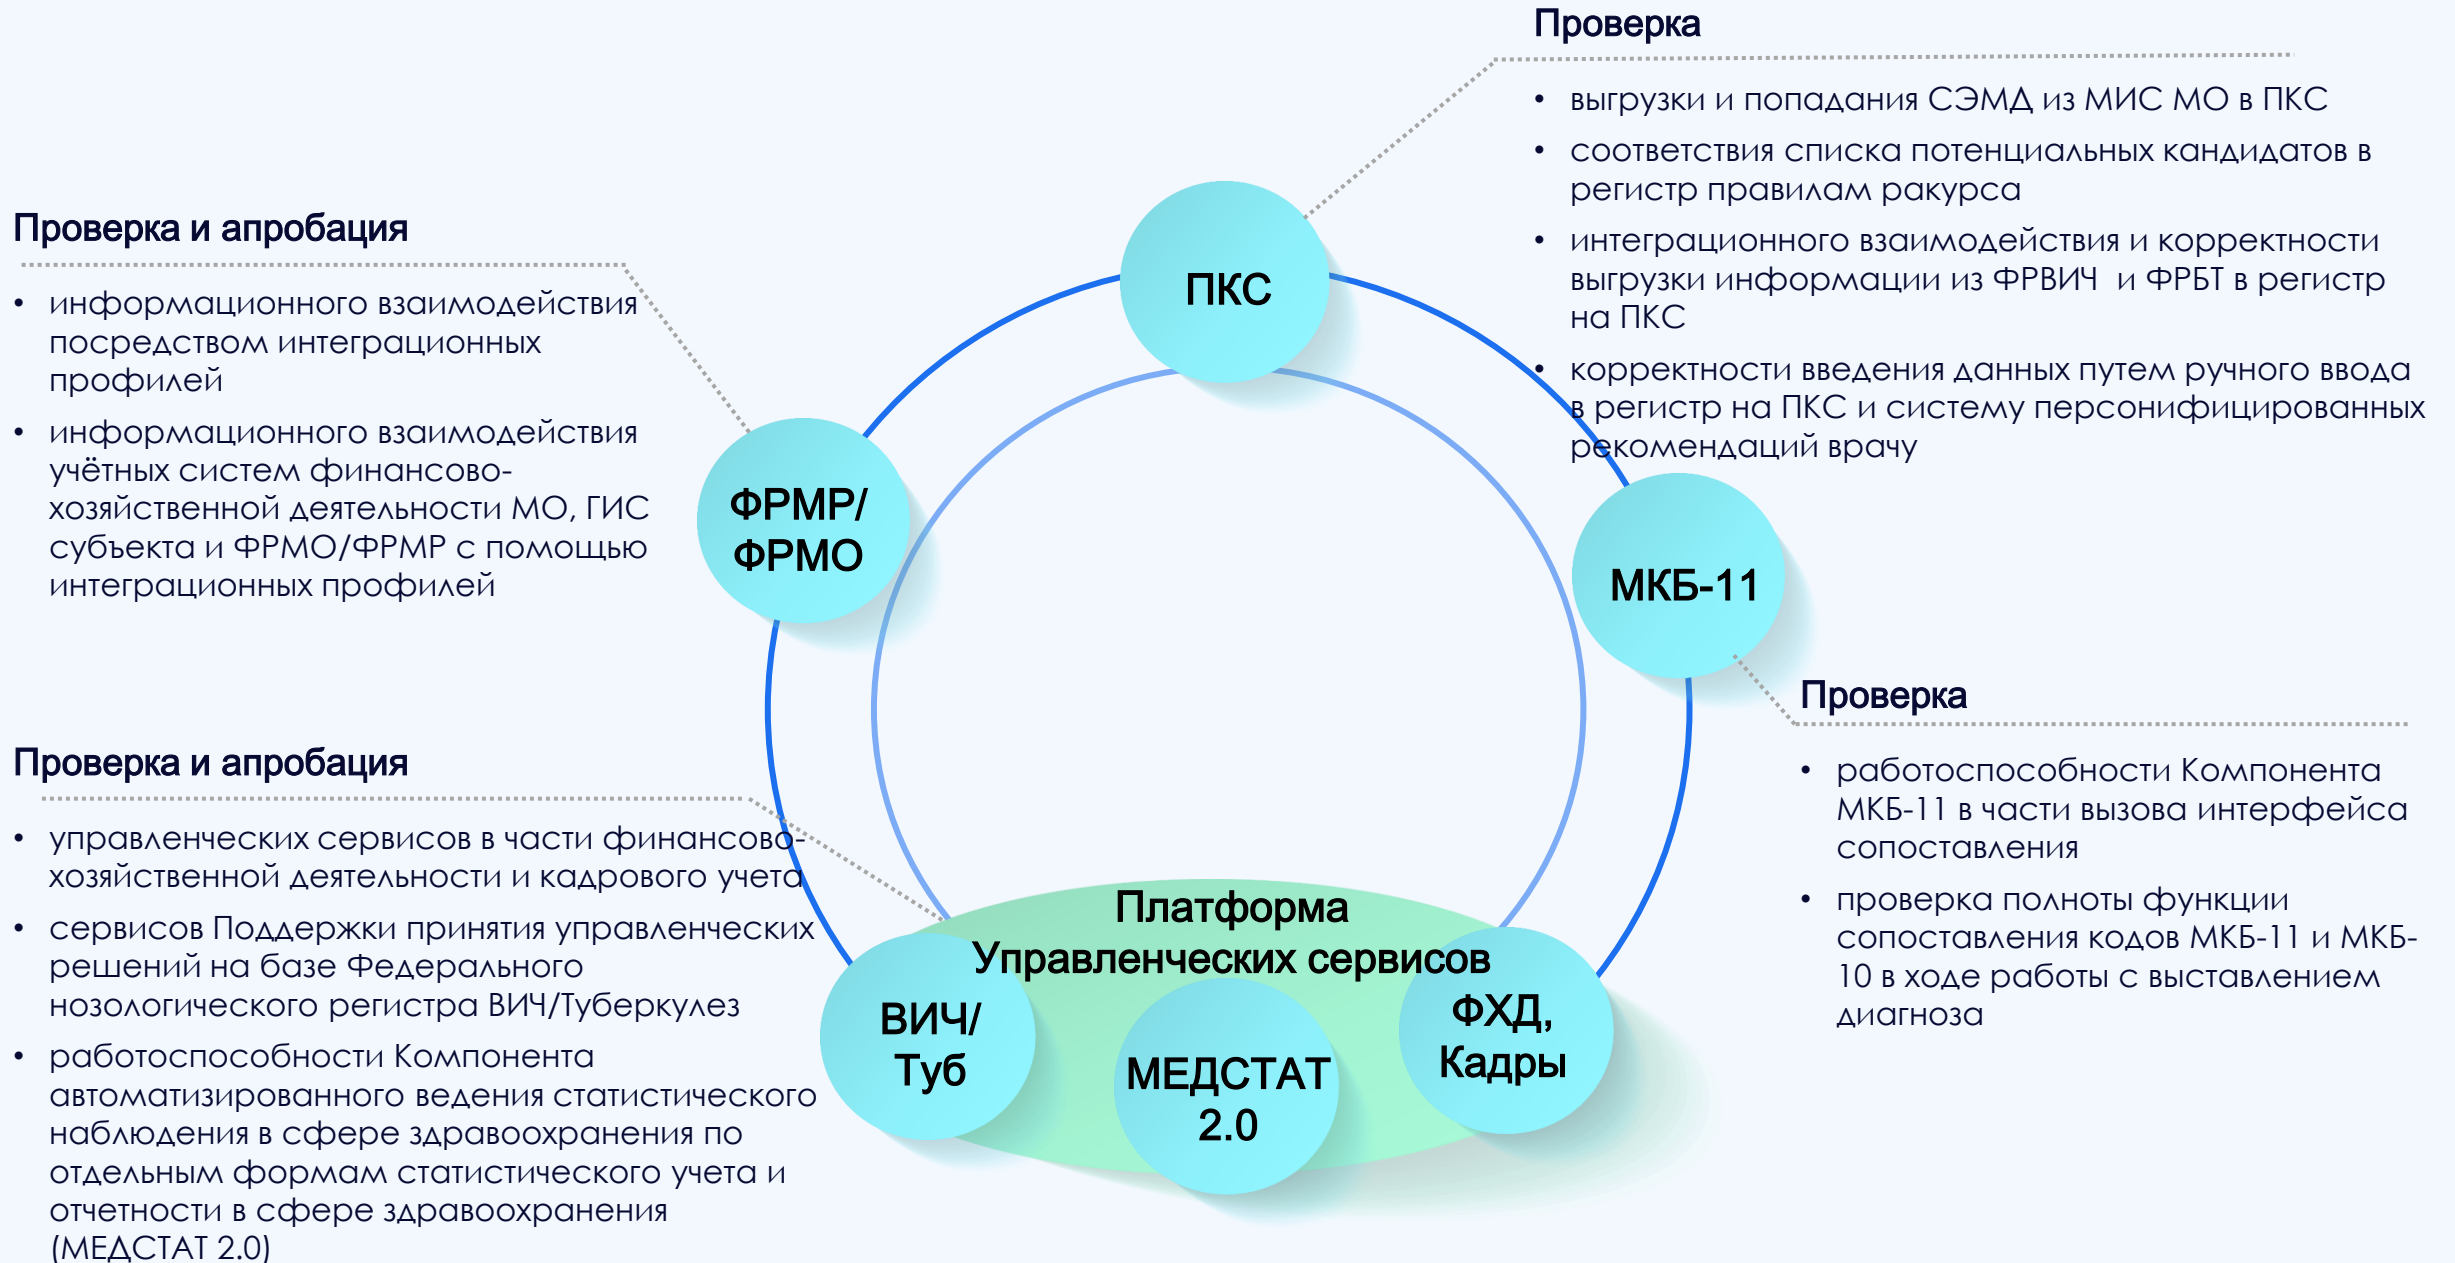 Проверка
• выгрузки и попадания СЭМД из МИС МО в ПКС
• соответствия списка потенциальных кандидатов в
регистр правилам ракурса
• интеграционного взаимодействия и корректности
выгрузки информации из ФРВИЧ и ФРБТ в регистр
на ПКС
• корректности введения данных путем ручного ввода
в регистр на ПКС и систему персонифицированных
рекомендаций врачу
Проверка и апробация
• информационного взаимодействия
посредством интеграционных
профилей
• информационного взаимодействия
учётных систем финансово-
хозяйственной деятельности МО, ГИС
субъекта и ФРМО/ФРМР с помощью
интеграционных профилей
ПКС
ФРМР/
ФРМО
МКБ-11
Проверка
• работоспособности Компонента
МКБ-11 в части вызова интерфейса
сопоставления
• проверка полноты функции
сопоставления кодов МКБ-11 и МКБ-
10 в ходе работы с выставлением
диагноза
Проверка и апробация
• управленческих сервисов в части финансово-
хозяйственной деятельности и кадрового учета
• сервисов Поддержки принятия управленческих
решений на базе Федерального
нозологического регистра ВИЧ/Туберкулез
• работоспособности Компонента
автоматизированного ведения статистического
наблюдения в сфере здравоохранения по
отдельным формам статистического учета и
отчетности в сфере здравоохранения
(МЕДСТАТ 2.0)
Платформа
Управленческих сервисов
ВИЧ/
Туб
МЕДСТАТ
2.0
ФХД,
Кадры